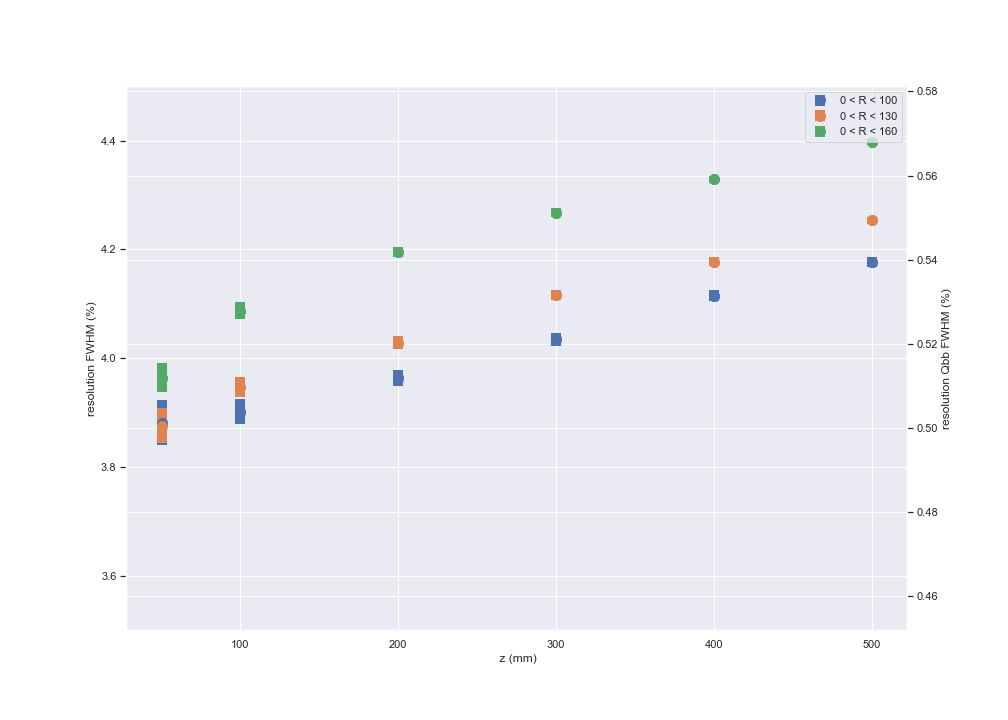 0 < R < 100
0 < R < 130
0 < R < 160
resolution FWHM (%)
4.4
4.2
4.0
3.8
3.6
0.58
0.56
0.54
0.52
0.50
0.48
0.46
resolution Qbb FWHM (%)
100
200
300
400
500
z (mm)